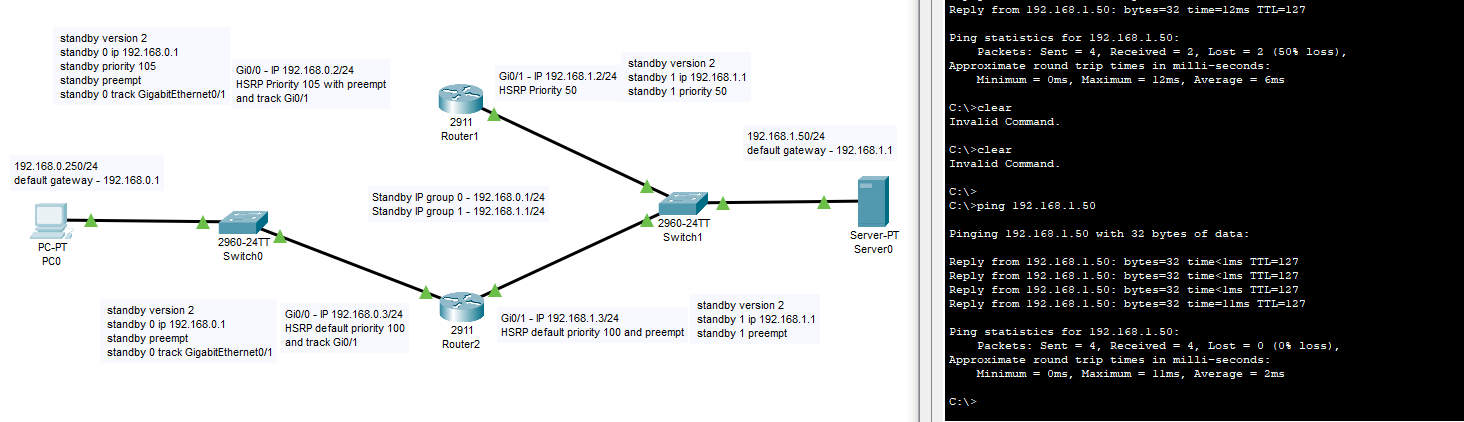 standby version 2
standby 0 ip 192.168.0.1
standby priority 105
standby preempt
standby 0 track GigabitEthernet0/1
Gi0/0 - IP 192.168.0.2/24
HSRP Priority 105 with preempt
and track Gi0/1
Gi0/1 - IP 192.168.1.2/24
HSRP Priority 50
standby version 2
standby 1 ip 192.168.1.1
standby 1 priority 50
2911
Router1
192.168.1.50/24
default gateway - 192.168.1.1
192.168.0.250/24
default gateway - 192.168.0.1
Standby IP group 0 - 192.168.0.1/24
Standby IP group 1 - 192.168.1.1/24
PC-PT
PC0
2960-24TT
Switch0
2960-24TT
Switch1
Server-PT
Server0
standby version 2
standby 0 ip 192.168.0.1
standby preempt
standby 0 track GigabitEthernet0/1
Gi0/0 - IP 192.168.0.3/24
HSRP default priority 100
and track Gi0/1
2911
Router2
Gi0/1 - IP 192.168.1.3/24
HSRP default priority 100 and preempt
standby version 2
standby 1 ip 192.168.1.1
standby 1 preempt
Reply from 192.168.1.50: bytes=32 time=12ms TTL=127
Ping statistics for 192.168.1.50:
Packets: Sent = 4, Received = 2, Lost = 2 (50% loss),
Approximate round trip times in milli-seconds:
Minimum = 0ms, Maximum = 12ms, Average = 6ms
C:\>clear
Invalid Command.
C:\>clear
Invalid Command.
C:\>
C:\>ping 192.168.1.50
Pinging 192.168.1.50 with 32 bytes of data:
Reply from 192.168.1.50: bytes=32 time<1ms TTL=127
Reply from 192.168.1.50: bytes=32 time<1ms TTL=127
Reply from 192.168.1.50: bytes=32 time<1ms TTL=127
Reply from 192.168.1.50: bytes=32 time=11ms TTL=127
Ping statistics for 192.168.1.50:
Packets: Sent = 4, Received = 4, Lost = 0 (0% loss),
Approximate round trip times in milli-seconds:
Minimum = 0ms, Maximum = 11ms, Average = 2ms
C:\>